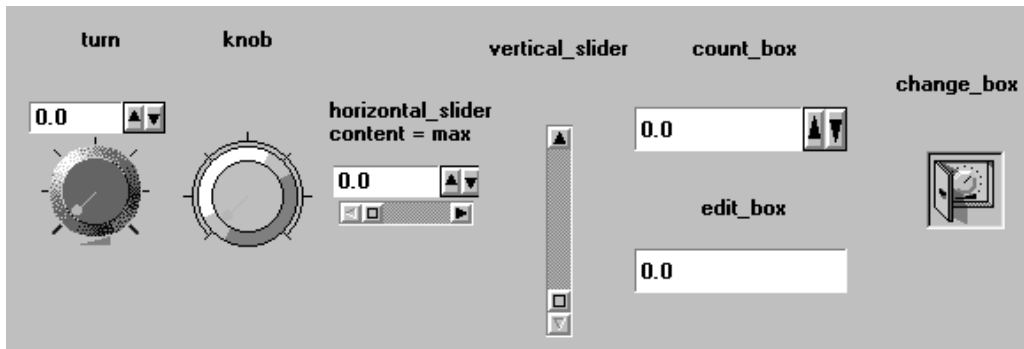 turn
knob
vertical_slider
count_box
change_box
0.0
horizontal_slider
content = max
0.0
0.0
edit_box
0.0